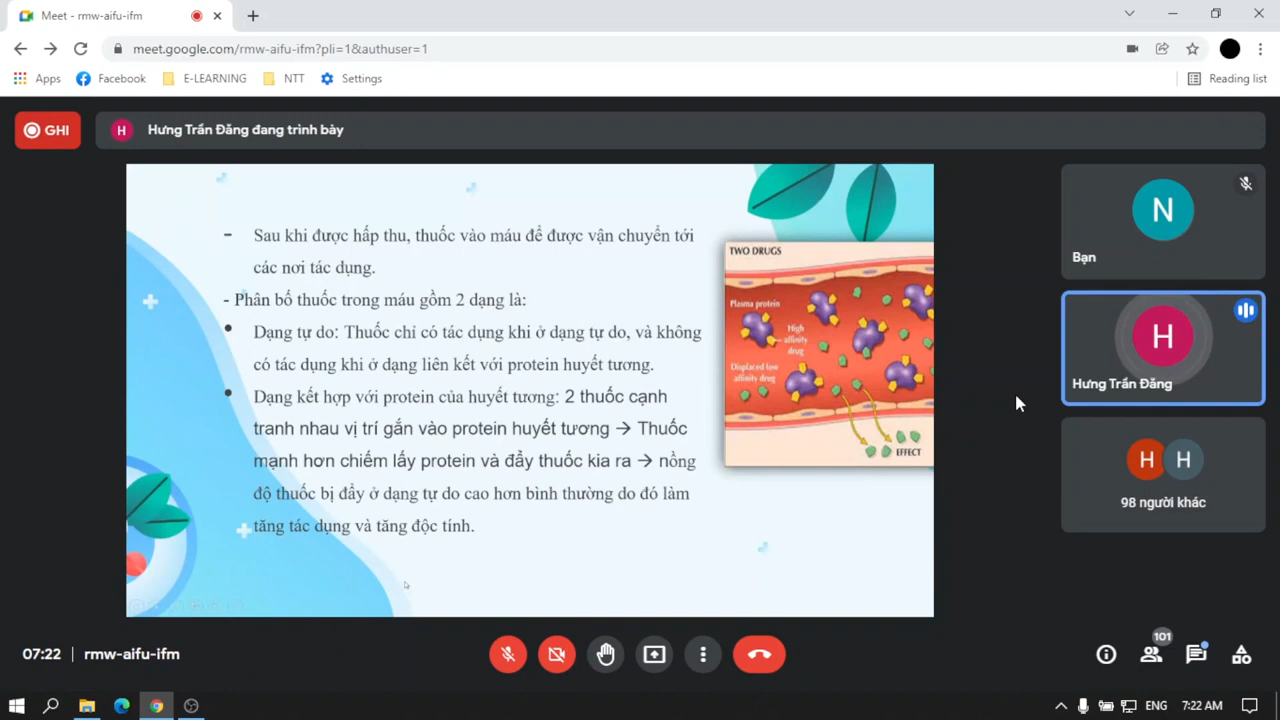 Meet - rmw-aifu-ifm
meet.google.com/rmw-aifu-ifm?pli=1&authuser=1
Apps
Facebook
E-LEARNING
NTT
Settings
Reading list
GHI
H
Hưng Trần Đăng đang trình bày
- Sau khi được hấp thu, thuốc vào máu để được vận chuyển tới
các nơi tác dụng.
- Phân bố thuốc trong máu gồm 2 dạng là:
• Dạng tự do: Thuốc chỉ có tác dụng khi ở dạng tự do, và không
có tác dụng khi ở dạng liên kết với protein huyết tương.
• Dạng kết hợp với protein của huyết tương: 2 thuốc cạnh
tranh nhau vị trí gắn vào protein huyết tương → Thuốc
mạnh hơn chiếm lấy protein và đẩy thuốc kia ra → nồng
độ thuốc bị đẩy ở dạng tự do cao hơn bình thường do đó làm
tăng tác dụng và tăng độc tính.
TWO DRUGS
Plasma protein
High
affinity
drug
Displaced low
affinity drug
EFFECT
N
Bạn
H
Hưng Trần Đăng
H
H
98 người khác
07:22 | rmw-aifu-ifm
101
ENG
7:22 AM